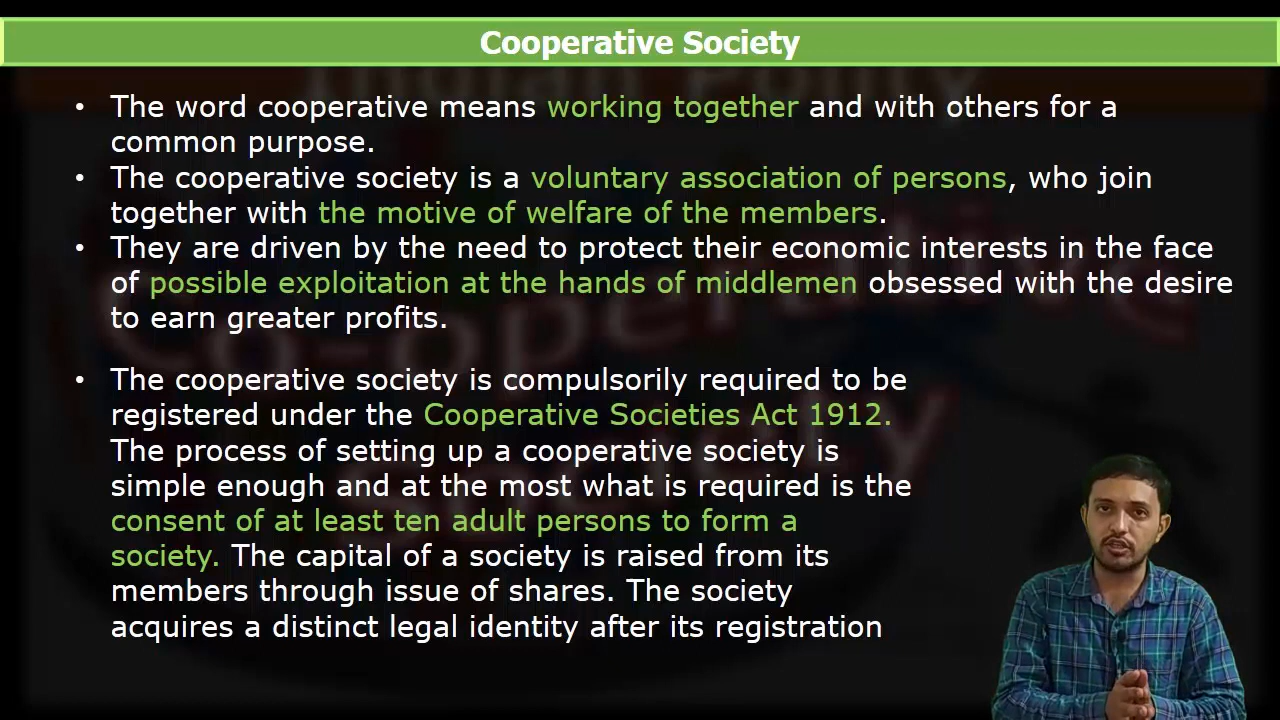 Cooperative Society
• The word cooperative means working together and with others for a
common purpose.
• The cooperative society is a voluntary association of persons, who join
together with the motive of welfare of the members.
• They are driven by the need to protect their economic interests in the face
of possible exploitation at the hands of middlemen obsessed with the desire
to earn greater profits.
• The cooperative society is compulsorily required to be
registered under the Cooperative Societies Act 1912.
The process of setting up a cooperative society is
simple enough and at the most what is required is the
consent of at least ten adult persons to form a
society. The capital of a society is raised from its
members through issue of shares. The society
acquires a distinct legal identity after its registration
Indian Polity
Co-operative
Society